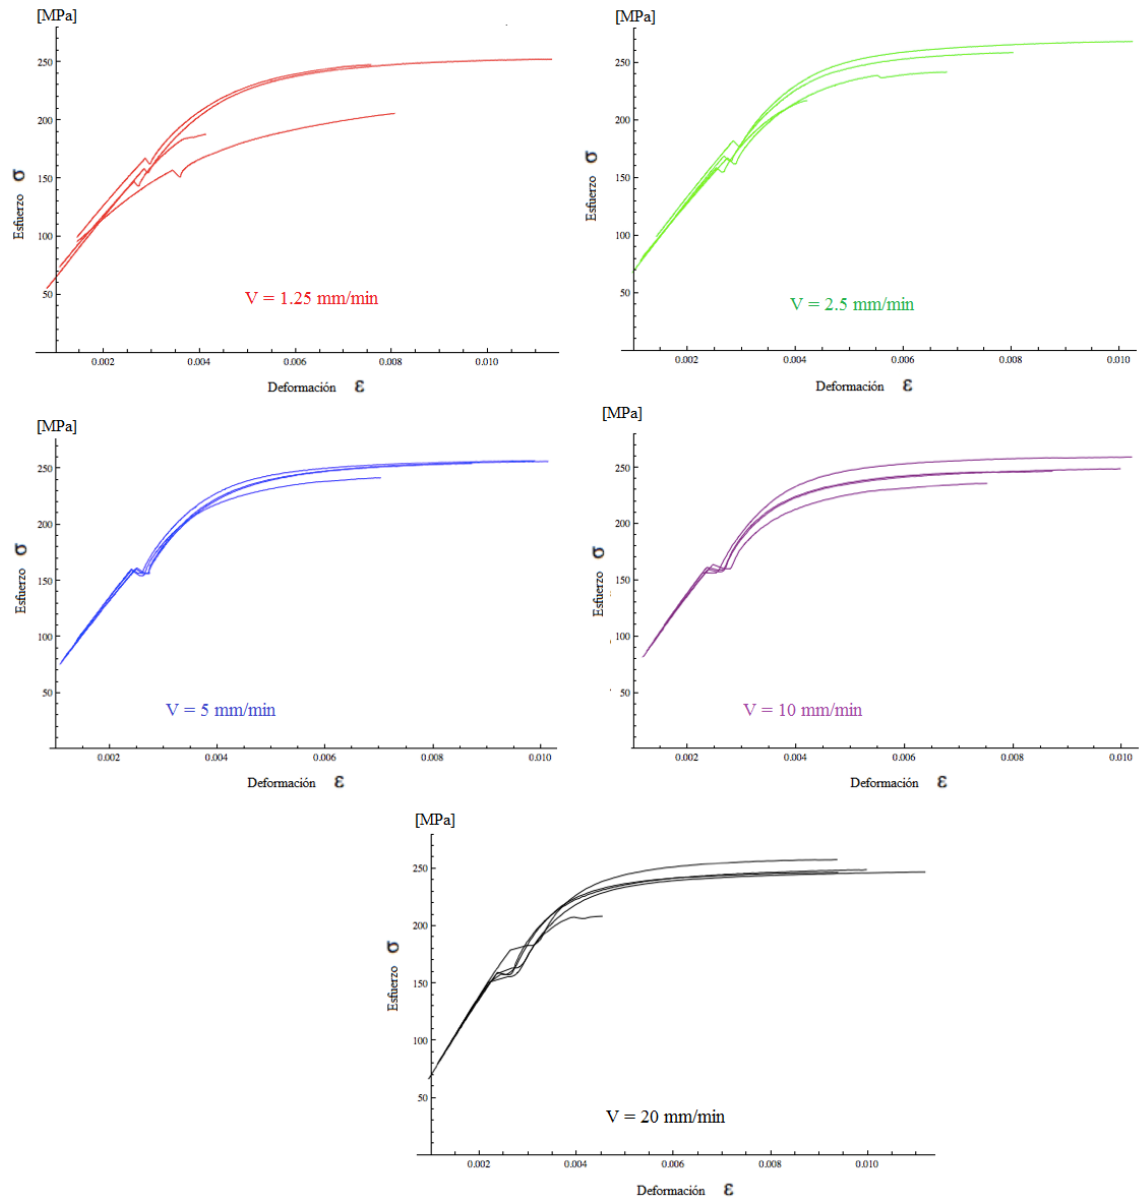 [MPa]
250
200
150
100
50
Esfuerzo σ
V = 1.25 mm/min
0.002 0.004 0.006 0.008 0.010
Deformación ε
[MPa]
250
200
150
100
50
Esfuerzo σ
V = 2.5 mm/min
0.002 0.004 0.006 0.008 0.010
Deformación ε
[MPa]
250
200
150
100
50
Esfuerzo σ
V = 5 mm/min
0.002 0.004 0.006 0.008 0.010
Deformación ε
[MPa]
250
200
150
100
50
Esfuerzo σ
V = 10 mm/min
0.002 0.004 0.006 0.008 0.010
Deformación ε
[MPa]
250
200
150
100
50
Esfuerzo σ
V = 20 mm/min
0.002 0.004 0.006 0.008 0.010
Deformación ε